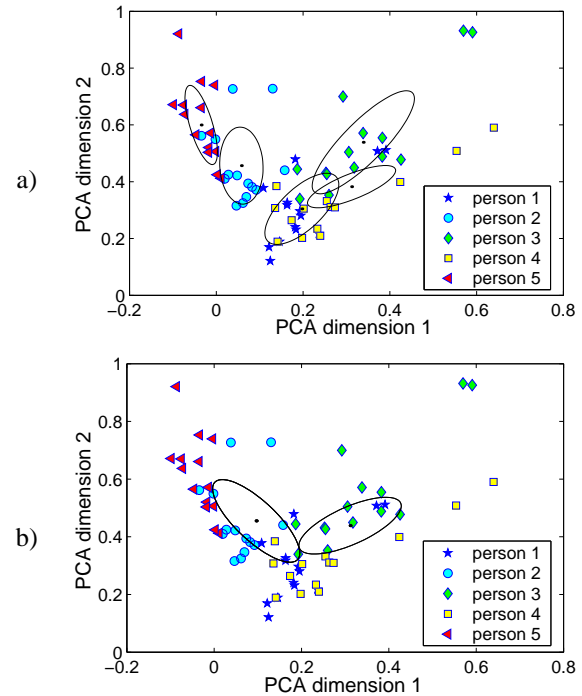 a)
PCA dimension 2
1
0.8
0.6
0.4
0.2
0
−0.2 0 0.2 0.4 0.6 0.8
PCA dimension 1
person 1
person 2
person 3
person 4
person 5
b)
PCA dimension 2
1
0.8
0.6
0.4
0.2
0
−0.2 0 0.2 0.4 0.6 0.8
PCA dimension 1
person 1
person 2
person 3
person 4
person 5